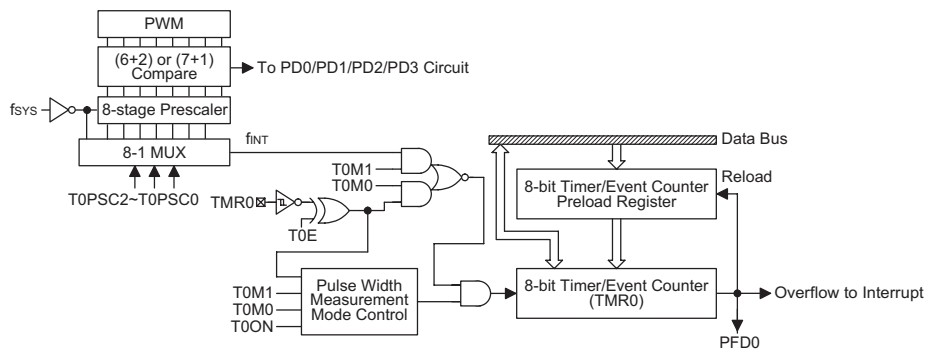 PWM
(6+2) or (7+1)
Compare
To PD0/PD1/PD2/PD3 Circuit
fSYS
8-stage Prescaler
8-1 MUX
fINT
T0PSC2~T0PSC0
T0M1
T0M0
TMR0
T0E
Data Bus
8-bit Timer/Event Counter
Preload Register
Reload
T0M1
T0M0
T0ON
Pulse Width
Measurement
Mode Control
8-bit Timer/Event Counter
(TMR0)
Overflow to Interrupt
PFD0